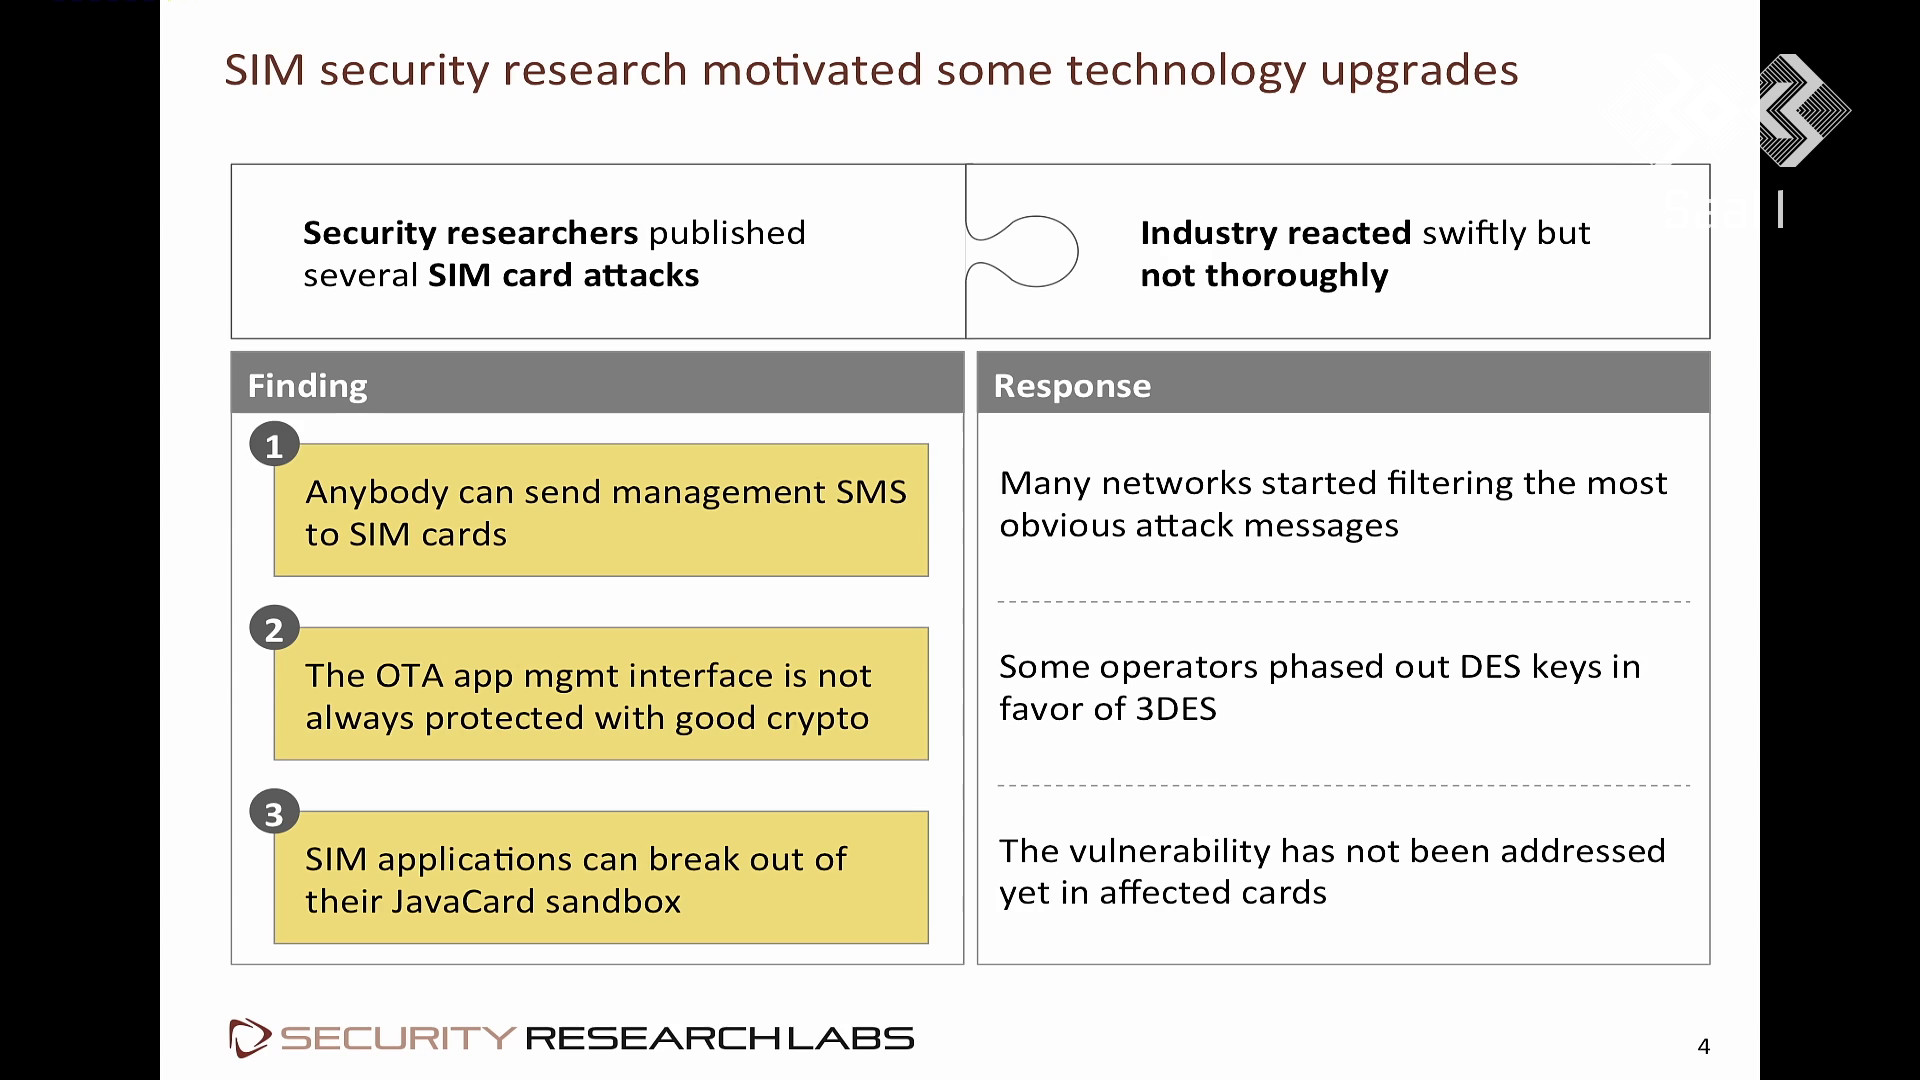 SIM security research motivated some technology upgrades
Security researchers published
several SIM card attacks
Industry reacted swiftly but
not thoroughly
Finding
Response
1
Anybody can send management SMS
to SIM cards
Many networks started filtering the most
obvious attack messages
2
The OTA app mgmt interface is not
always protected with good crypto
Some operators phased out DES keys in
favor of 3DES
3
SIM applications can break out of
their JavaCard sandbox
The vulnerability has not been addressed
yet in affected cards
SECURITY RESEARCH LABS
4